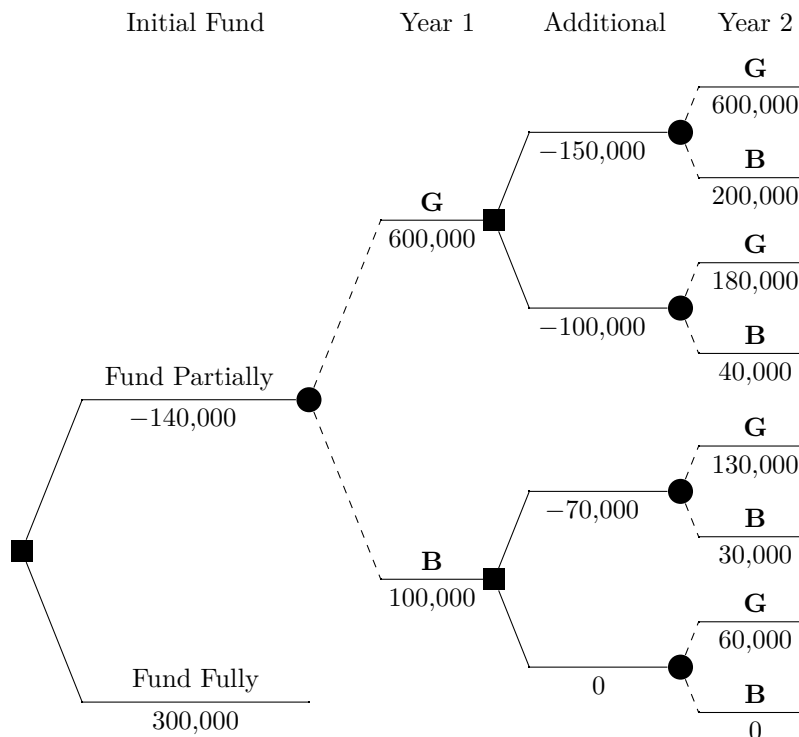 Initial Fund Year 1 Additional Year 2
G
600,000
−150,000
B
200,000
G
600,000
G
180,000
−100,000
B
40,000
Fund Partially
−140,000
G
130,000
−70,000
B
30,000
B
100,000
G
60,000
Fund Fully
300,000
0
B
0